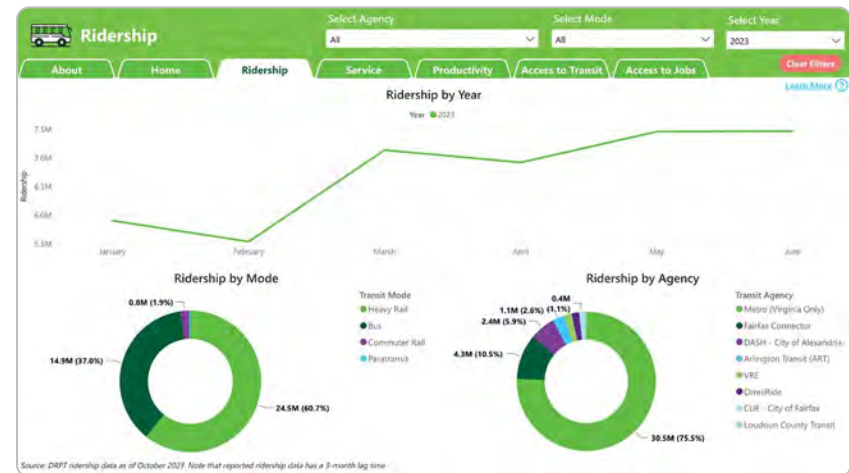 Ridership
Select Agency
All
Select Mode
All
Select Year
2023
About
Home
Ridership
Service
Productivity
Access to Transit
Access to Jobs
Clear Filters
Learn More ?
Ridership by Year
Year 2023
Ridership
7.5M
7.0M
6.5M
6.0M
5.5M
January
February
March
April
May
June
Ridership by Mode
0.8M (1.9%)
14.9M (37.0%)
24.5M (60.7%)
Transit Mode
Heavy Rail
Bus
Commuter Rail
Paratransit
Ridership by Agency
0.4M
(1.1%)
1.1M (2.6%)
2.4M (5.9%)
4.3M (10.5%)
30.5M (75.5%)
Transit Agency
Metro (Virginia Only)
Fairfax Connector
DASH - City of Alexandria
Arlington Transit (ART)
VRE
OmniRide
CUE - City of Fairfax
Loudoun County Transit
Source: DRPT ridership data as of October 2023. Note that reported ridership data has a 3-month lag time